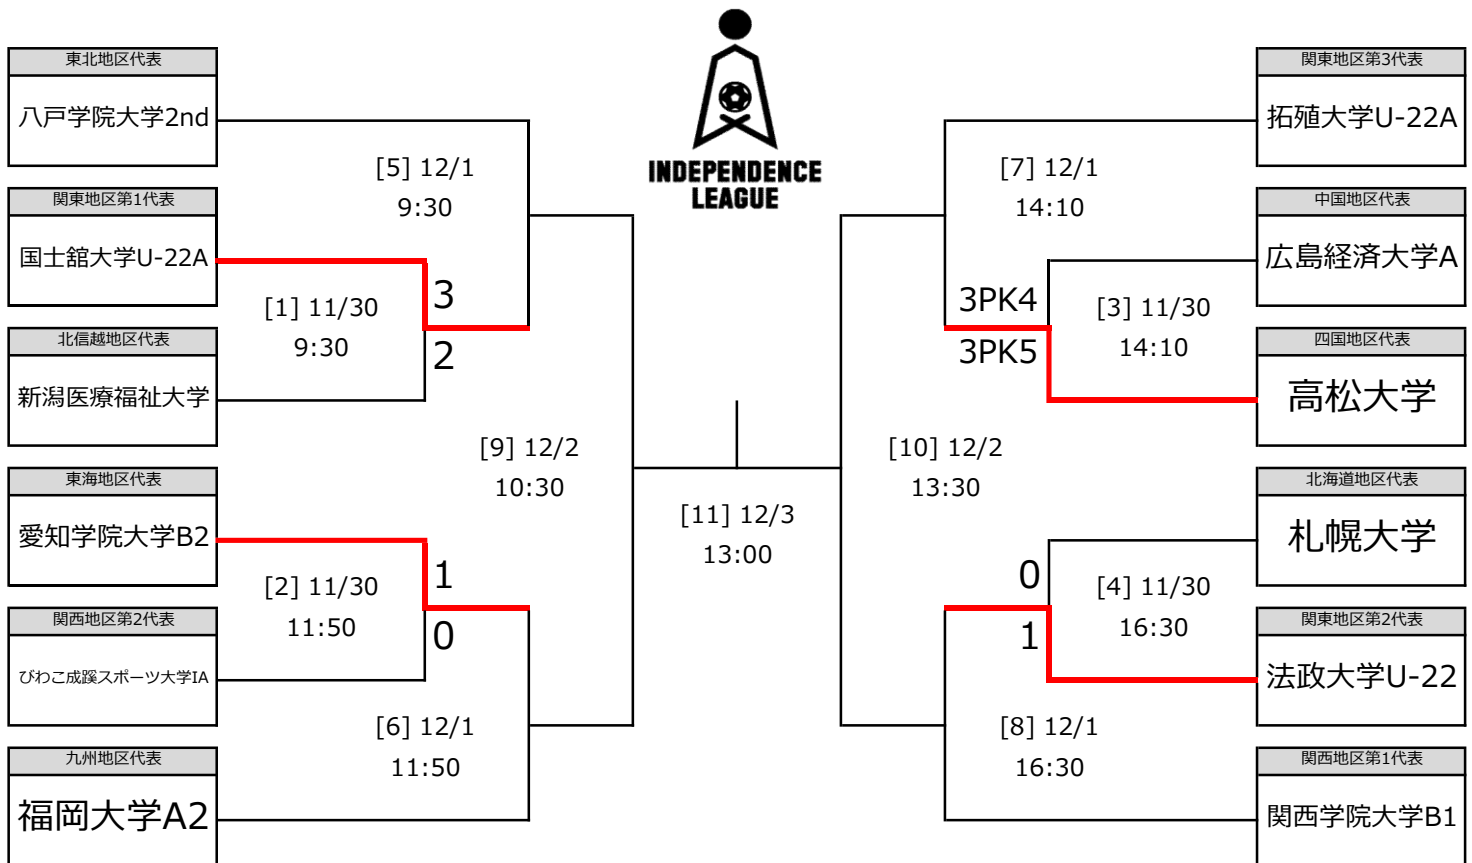 東北地区代表
八戸学院大学2nd
関東地区第1代表
国士舘大学U-22A
北信越地区代表
新潟医療福祉大学
東海地区代表
愛知学院大学B2
関西地区第2代表
びわこ成蹊スポーツ大学IA
九州地区代表
福岡大学A2
[5] 12/1
9:30
[1] 11/30
9:30
3
2
[9] 12/2
10:30
[2] 11/30
11:50
1
0
[6] 12/1
11:50
INDEPENDENCE
LEAGUE
[11] 12/3
13:00
[7] 12/1
14:10
3PK4
3PK5
[3] 11/30
14:10
[10] 12/2
13:30
0
1
[4] 11/30
16:30
[8] 12/1
16:30
関東地区第3代表
拓殖大学U-22A
中国地区代表
広島経済大学A
四国地区代表
高松大学
北海道地区代表
札幌大学
関東地区第2代表
法政大学U-22
関西地区第1代表
関西学院大学B1